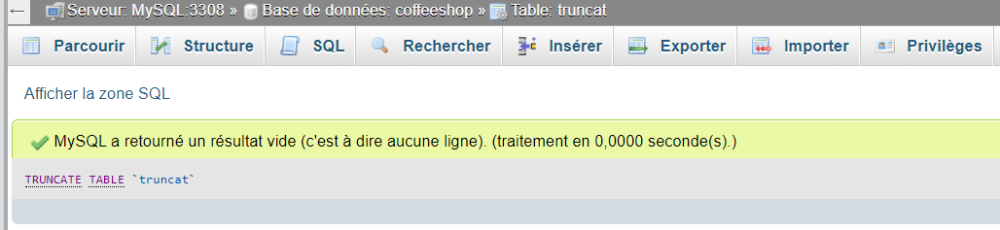 Serveur: MySQL:3308 » Base de données: coffeeshop » Table: truncat
Parcourir Structure SQL Rechercher Insérer Exporter Importer Privilèges
Afficher la zone SQL
MySQL a retourné un résultat vide (c'est à dire aucune ligne). (traitement en 0,0000 seconde(s).)
TRUNCATE TABLE `truncat`